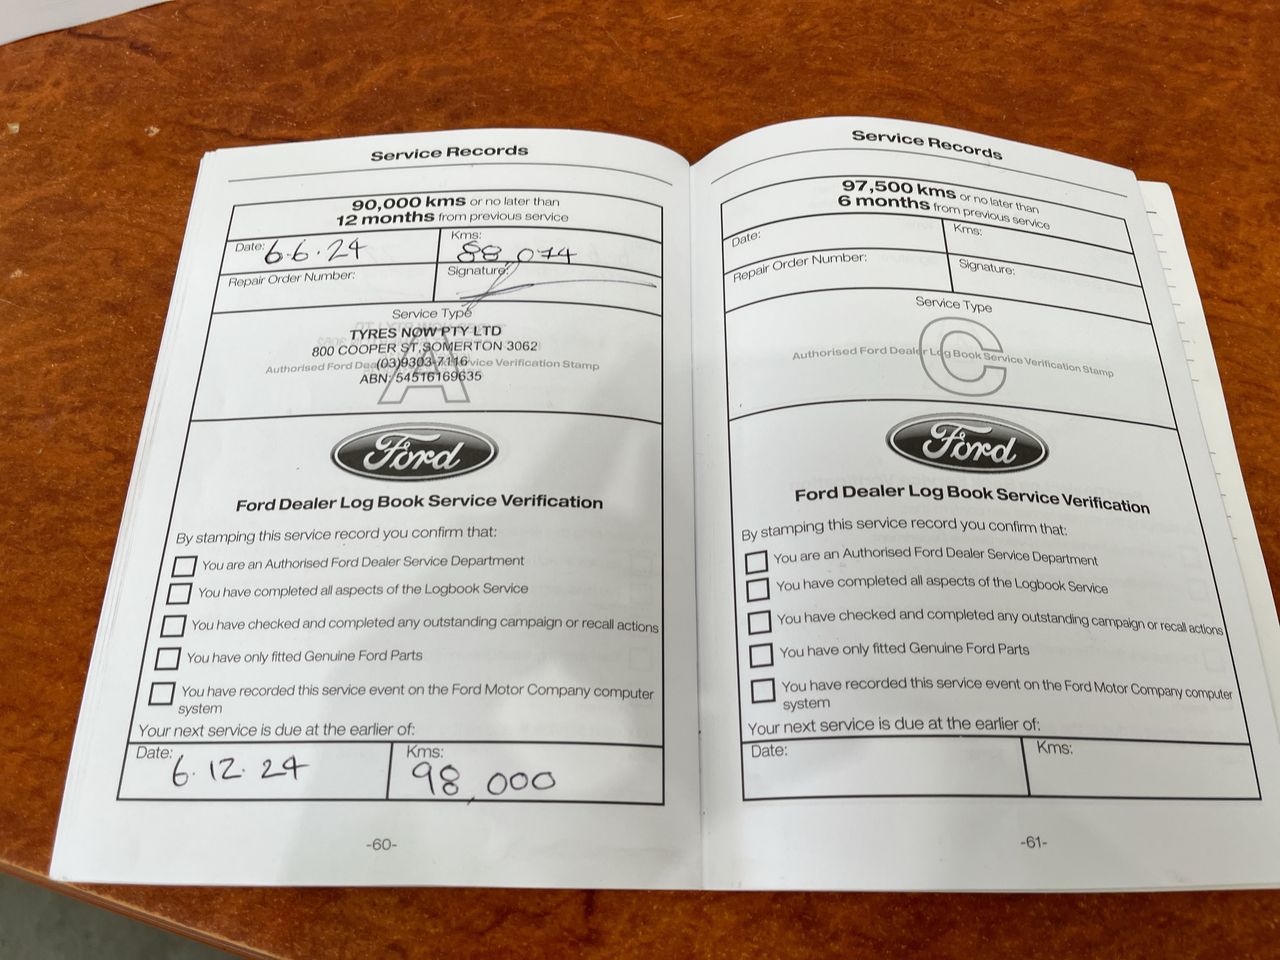 Service Records
90,000 kms or no later than
12 months from previous service
Date: 6.6.24
Kms: 88,074
Repair Order Number:
Signature:
Service Type
A
TYRES NOW PTY LTD
800 COOPER ST, SOMERTON 3062
Authorised Ford Dealer Log Book Service Verification Stamp
(03)9303 7116
ABN: 54516169635
Ford
Ford Dealer Log Book Service Verification
By stamping this service record you confirm that:
You are an Authorised Ford Dealer Service Department
You have completed all aspects of the Logbook Service
You have checked and completed any outstanding campaign or recall actions
You have only fitted Genuine Ford Parts
You have recorded this service event on the Ford Motor Company computer
system
Your next service is due at the earlier of:
Date: 6.12.24
Kms: 98,000
-60-
Service Records
97,500 kms or no later than
6 months from previous service
Date:
Kms:
Repair Order Number:
Signature:
Service Type
C
Authorised Ford Dealer Log Book Service Verification Stamp
Ford
Ford Dealer Log Book Service Verification
By stamping this service record you confirm that:
You are an Authorised Ford Dealer Service Department
You have completed all aspects of the Logbook Service
You have checked and completed any outstanding campaign or recall actions
You have only fitted Genuine Ford Parts
You have recorded this service event on the Ford Motor Company computer
system
Your next service is due at the earlier of:
Date:
Kms:
-61-